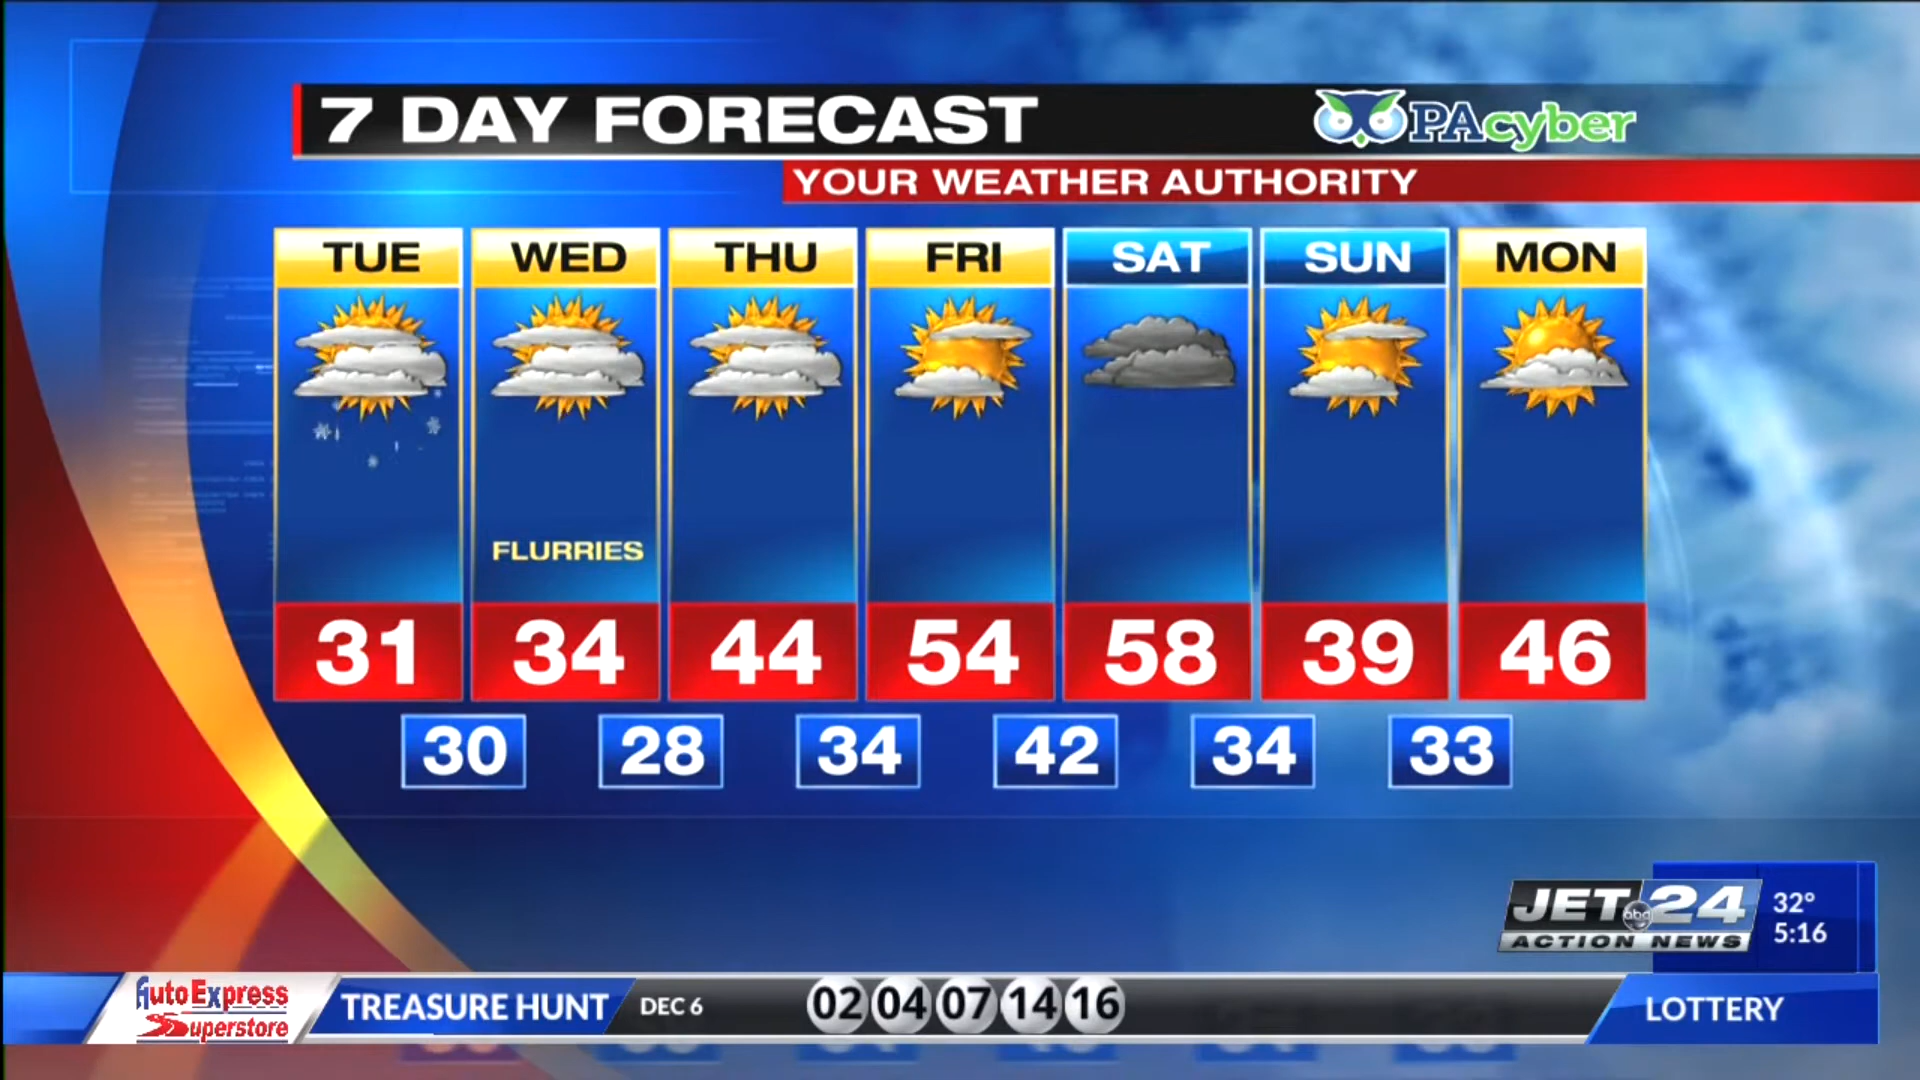 7 DAY FORECAST
PAcyber
YOUR WEATHER AUTHORITY
TUE WED THU FRI SAT SUN MON
FLURRIES
31 34 44 54 58 39 46
30 28 34 42 34 33
JET 24
abc
ACTION NEWS
32°
5:16
AutoExpress
Superstore
TREASURE HUNT DEC 6 02 04 07 14 16 LOTTERY